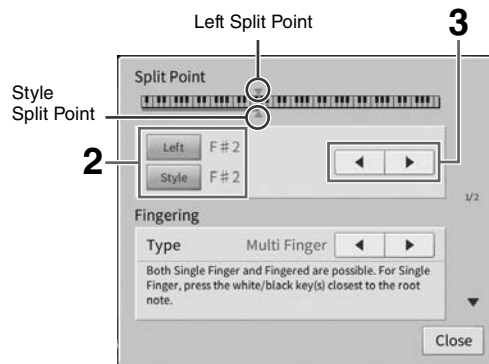 Left Split Point
3
Style
Split Point
Split Point
2
Left F#2
Style F#2
1/2
Fingering
Type Multi Finger
Both Single Finger and Fingered are possible. For Single
Finger, press the white/black key(s) closest to the root
note.
Close